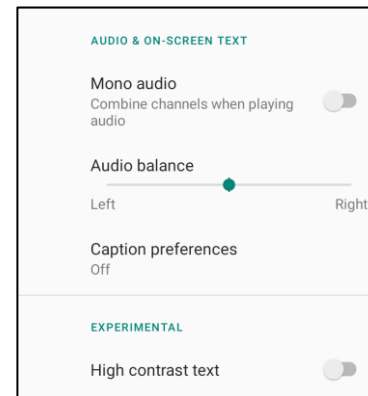 AUDIO & ON-SCREEN TEXT
Mono audio
Combine channels when playing
audio
Audio balance
Left Right
Caption preferences
Off
EXPERIMENTAL
High contrast text